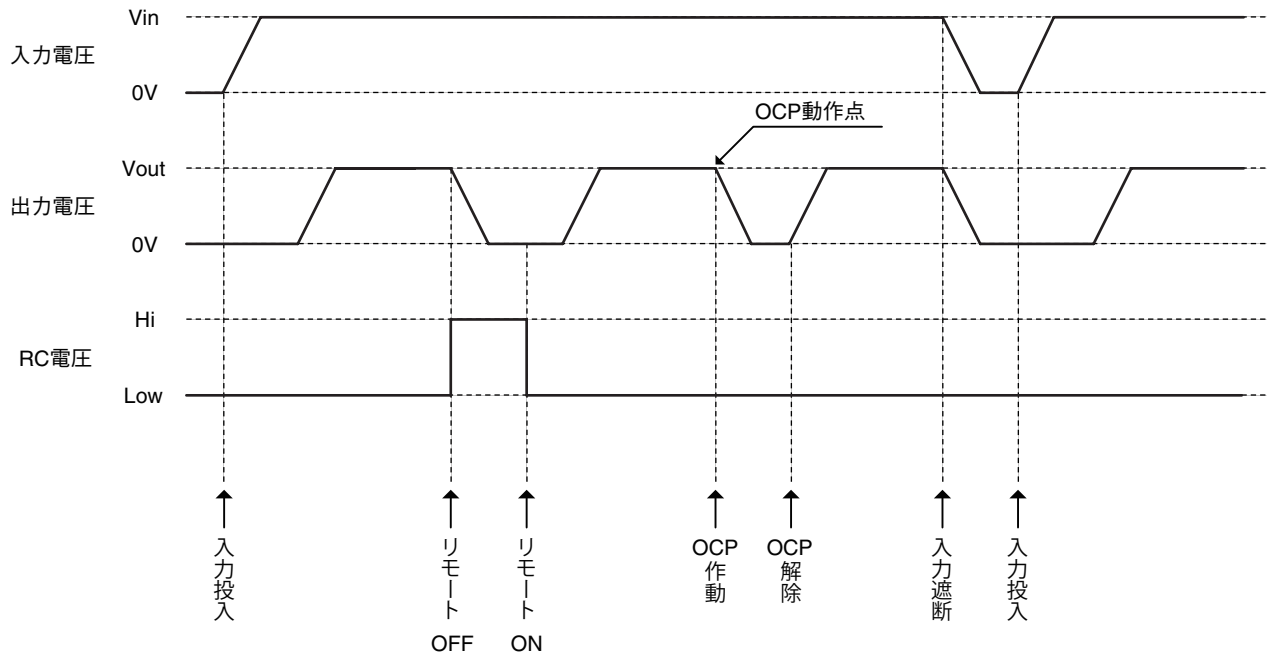 Vin
入力電圧
0V
OCP動作点
Vout
出力電圧
0V
Hi
RC電圧
Low
入力投入
リモート
OFF
リモート
ON
OCP
作動
OCP
解除
入力遮断
入力投入